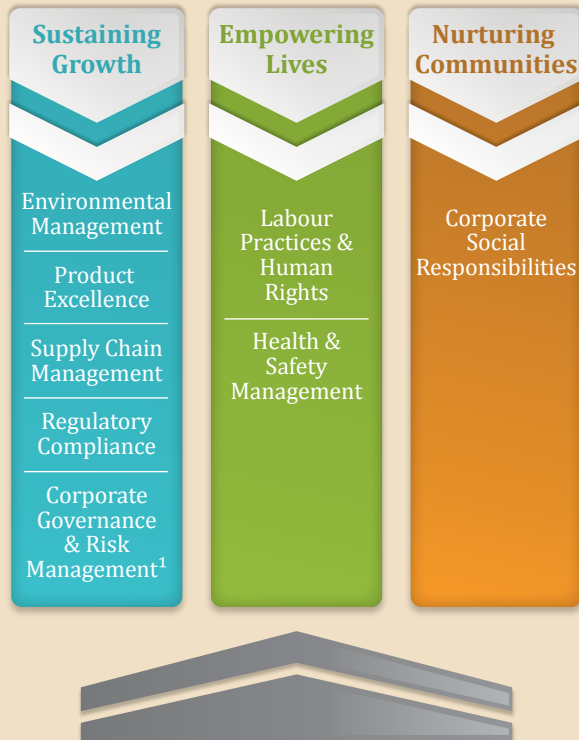 Sustaining
Growth
Environmental
Management
Product
Excellence
Supply Chain
Management
Regulatory
Compliance
Corporate
Governance
& Risk
Management¹
Empowering
Lives
Labour
Practices &
Human
Rights
Health &
Safety
Management
Nurturing
Communities
Corporate
Social
Responsibilities